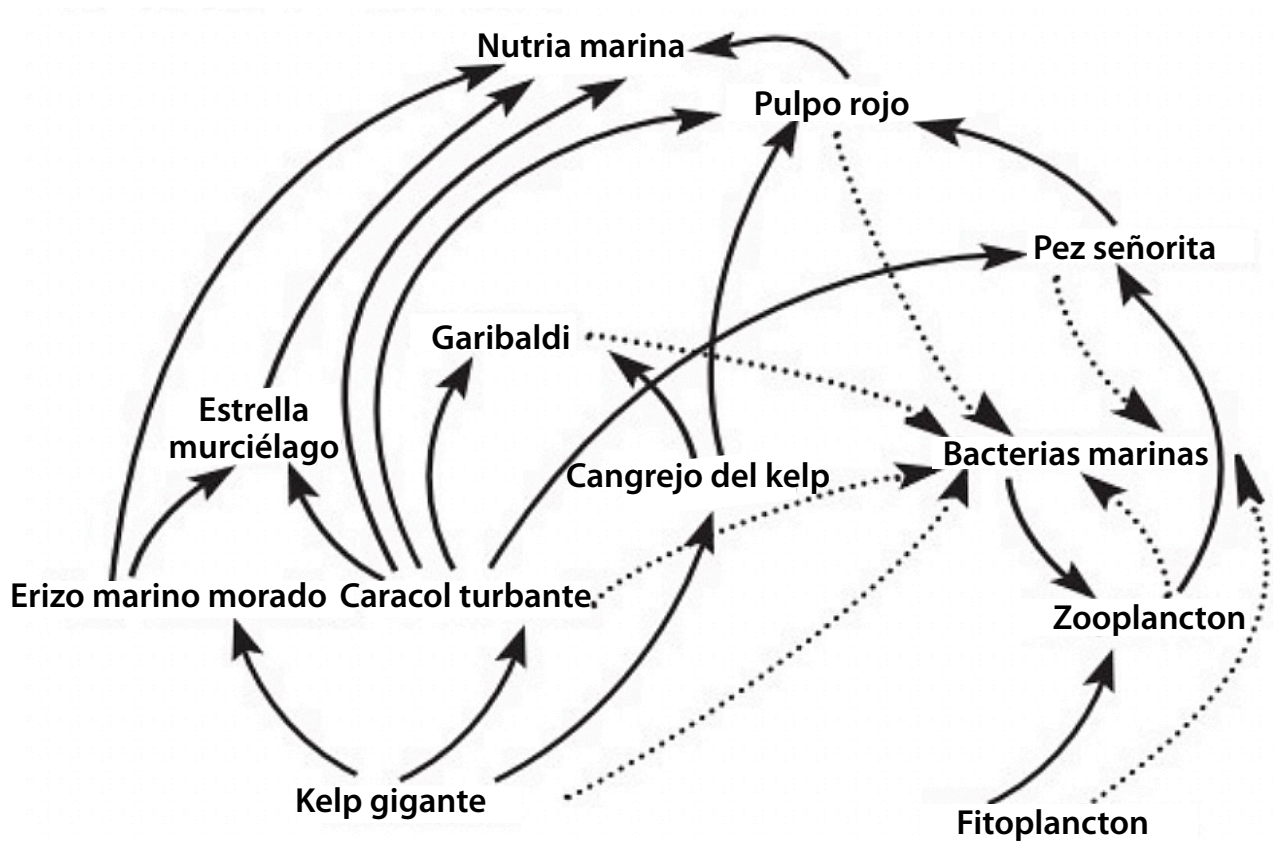 Nutria marina
Pulpo rojo
Pez señorita
Garibaldi
Estrella
murciélago
Bacterias marinas
Cangrejo del kelp
Erizo marino morado
Caracol turbante
Zooplancton
Kelp gigante
Fitoplancton